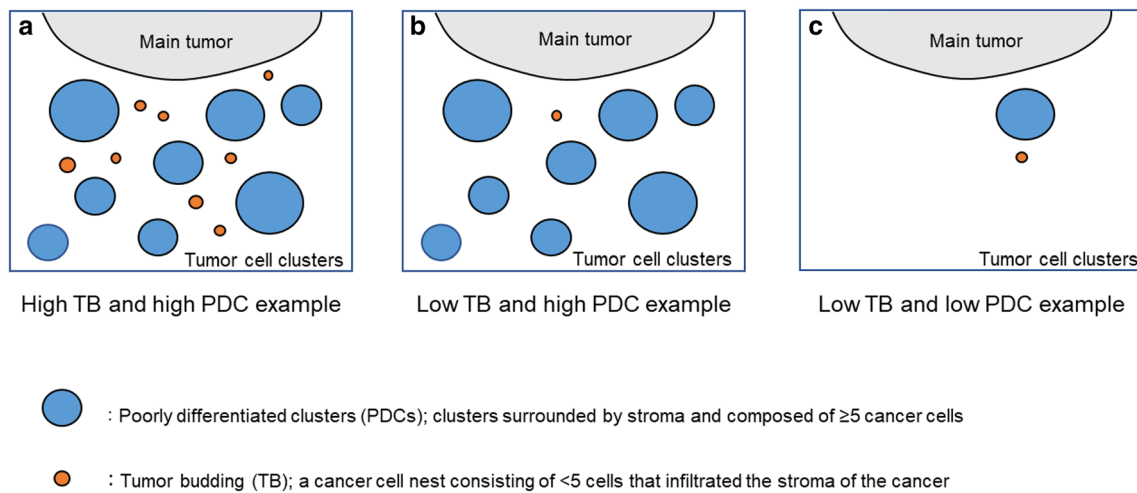 a
Main tumor
Tumor cell clusters
High TB and high PDC example
b
Main tumor
Tumor cell clusters
Low TB and high PDC example
c
Main tumor
Tumor cell clusters
Low TB and low PDC example
: Poorly differentiated clusters (PDCs); clusters surrounded by stroma and composed of ≥5 cancer cells
: Tumor budding (TB); a cancer cell nest consisting of <5 cells that infiltrated the stroma of the cancer